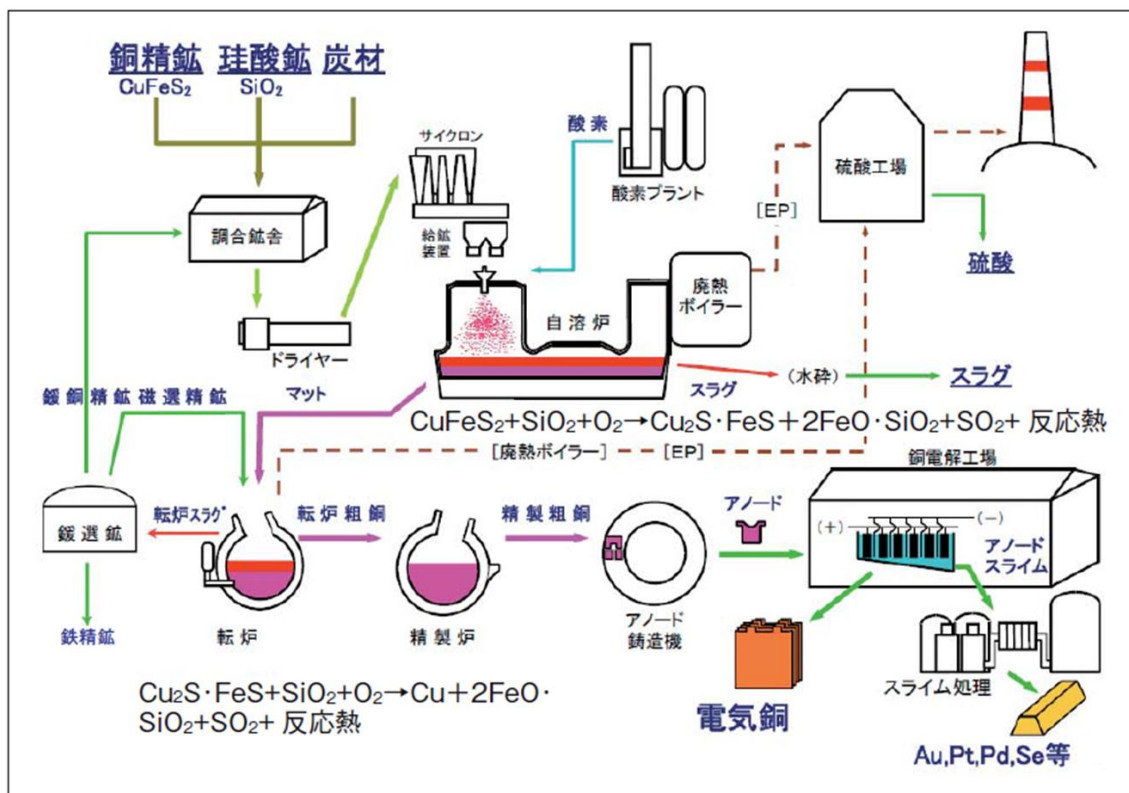 銅精鉱 珪酸鉱 炭材
CuFeS₂ SiO₂
サイクロン
酸素
酸素プラント
硫酸工場
[EP]
調合鉱舎
給鉱
装置
硫酸
廃熱
ボイラー
自溶炉
ドライヤー
鍰銅精鉱 磁選精鉱
マット
スラグ
(水砕)
スラグ
CuFeS₂+SiO₂+O₂→Cu₂S·FeS+2FeO·SiO₂+SO₂+ 反応熱
[廃熱ボイラー] [EP]
銅電解工場
転炉スラグ
転炉粗銅
精製粗銅
アノード
(+)
(-)
アノード
スライム
鍰選鉱
鉄精鉱
転炉
精製炉
アノード
鋳造機
スライム処理
Cu₂S·FeS+SiO₂+O₂→Cu+2FeO·
SiO₂+SO₂+ 反応熱
電気銅
Au,Pt,Pd,Se等